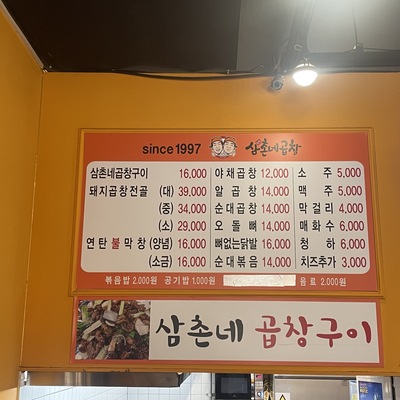 since1997 삼촌네곱창
삼촌네곱창구이 16,000 야채곱창 12,000 소주 5,000
돼지곱창전골 (대) 39,000 알곱창 14,000 맥주 5,000
(중) 34,000 순대곱창 14,000 막걸리 4,000
(소) 29,000 오돌뼈 14,000 매화수 6,000
연탄불막창 (양념) 16,000 뼈없는닭발 16,000 청하 6,000
(소금) 16,000 순대볶음 14,000 치즈추가 3,000
볶음밥 2.000원 공기밥 1.000원 음료 2.000원
삼촌네 곱창구이